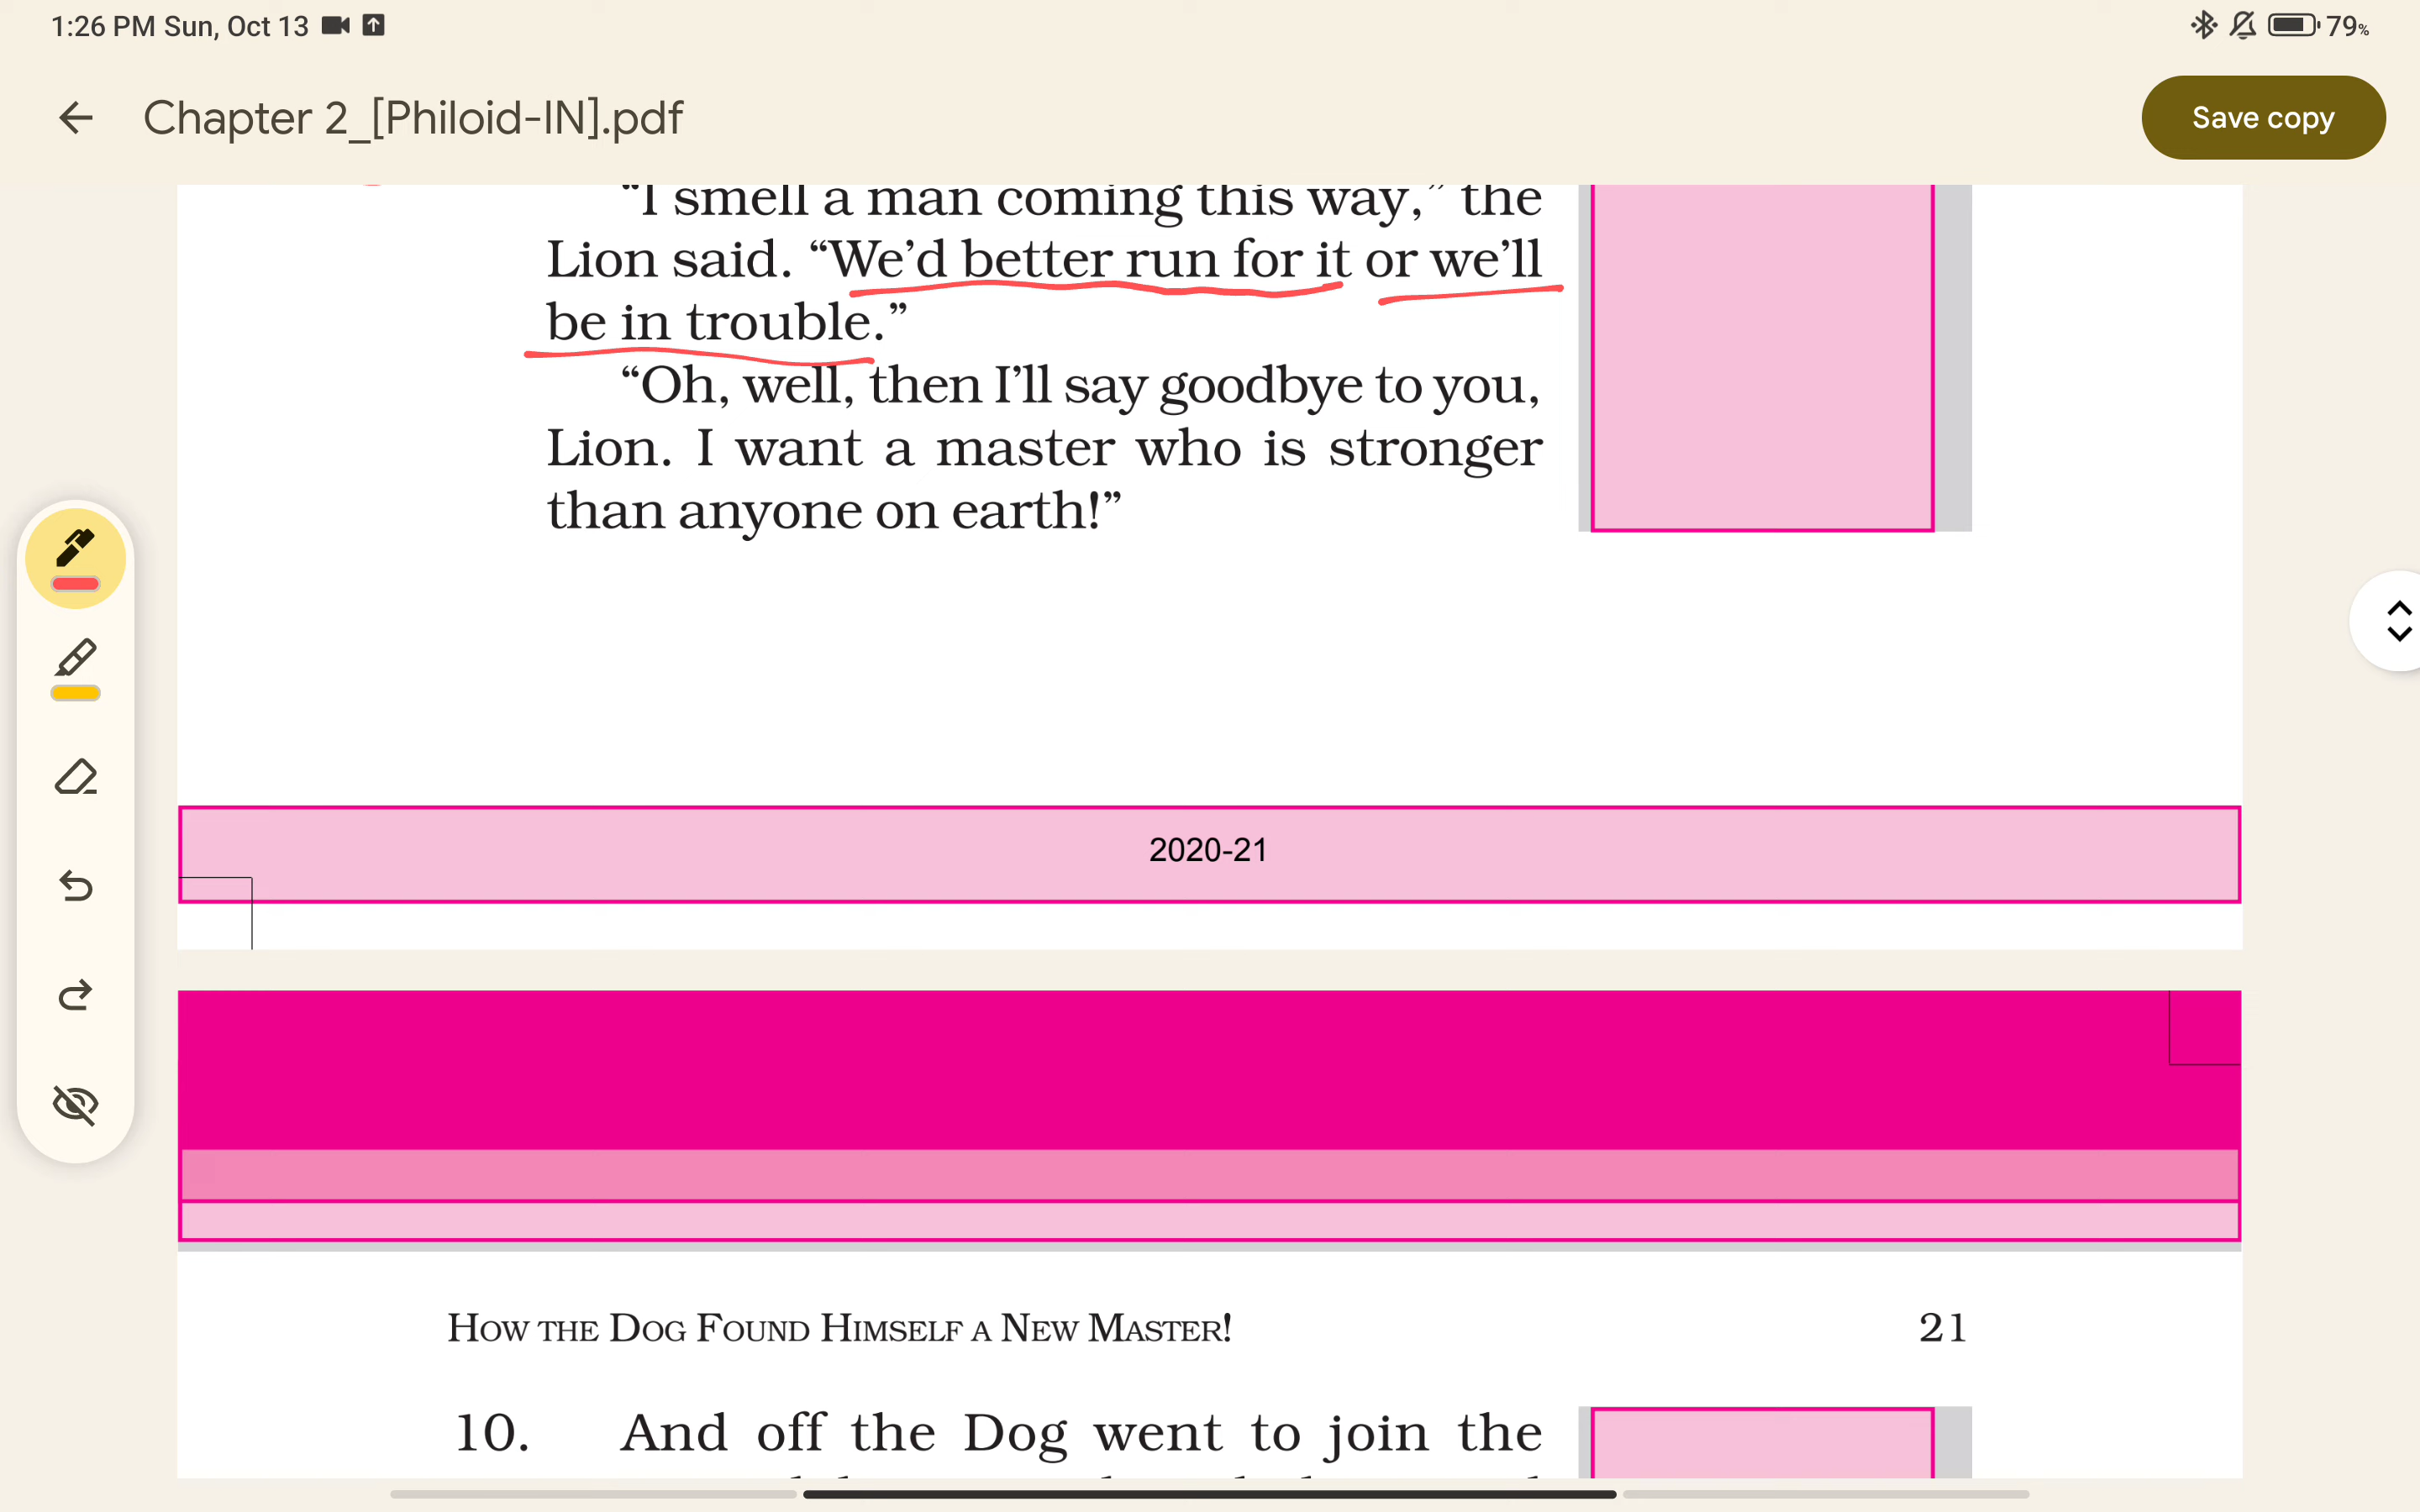 1:26 PM Sun, Oct 13
79%
Chapter 2_[Philoid-IN].pdf
Save copy
“I smell a man coming this way,” the
Lion said. “We’d better run for it or we’ll
be in trouble.”
“Oh, well, then I’ll say goodbye to you,
Lion. I want a master who is stronger
than anyone on earth!”
2020-21
HOW THE DOG FOUND HIMSELF A NEW MASTER!
21
10. And off the Dog went to join the